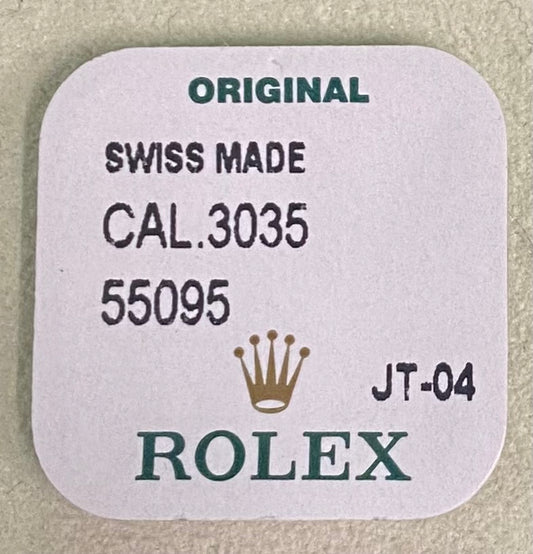 ORIGINAL
SWISS MADE
CAL.3035
55095
JT-04
ROLEX